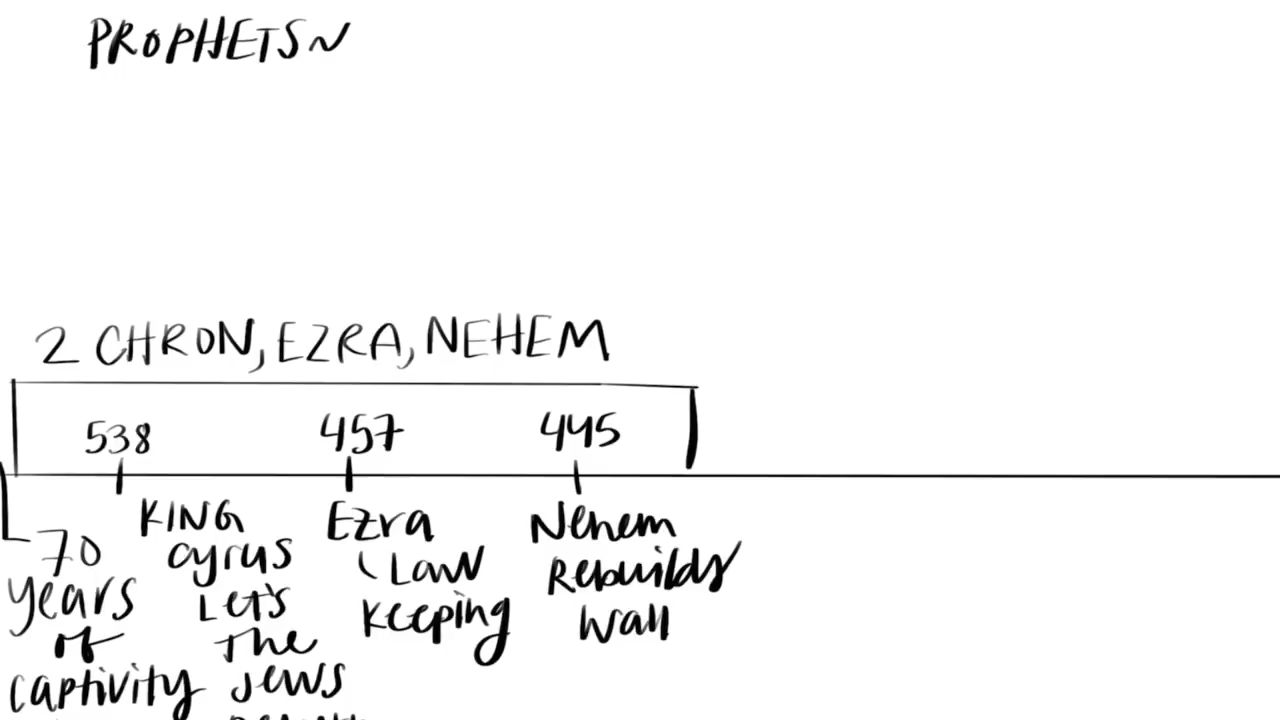 PROPHETS~
2 CHRON, EZRA, NEHEM
538 457 445
70
years
of
captivity
KING
cyrus
Let's
The
Jews
Ezra
(Law
keeping
Nehem
Rebuilds
wall